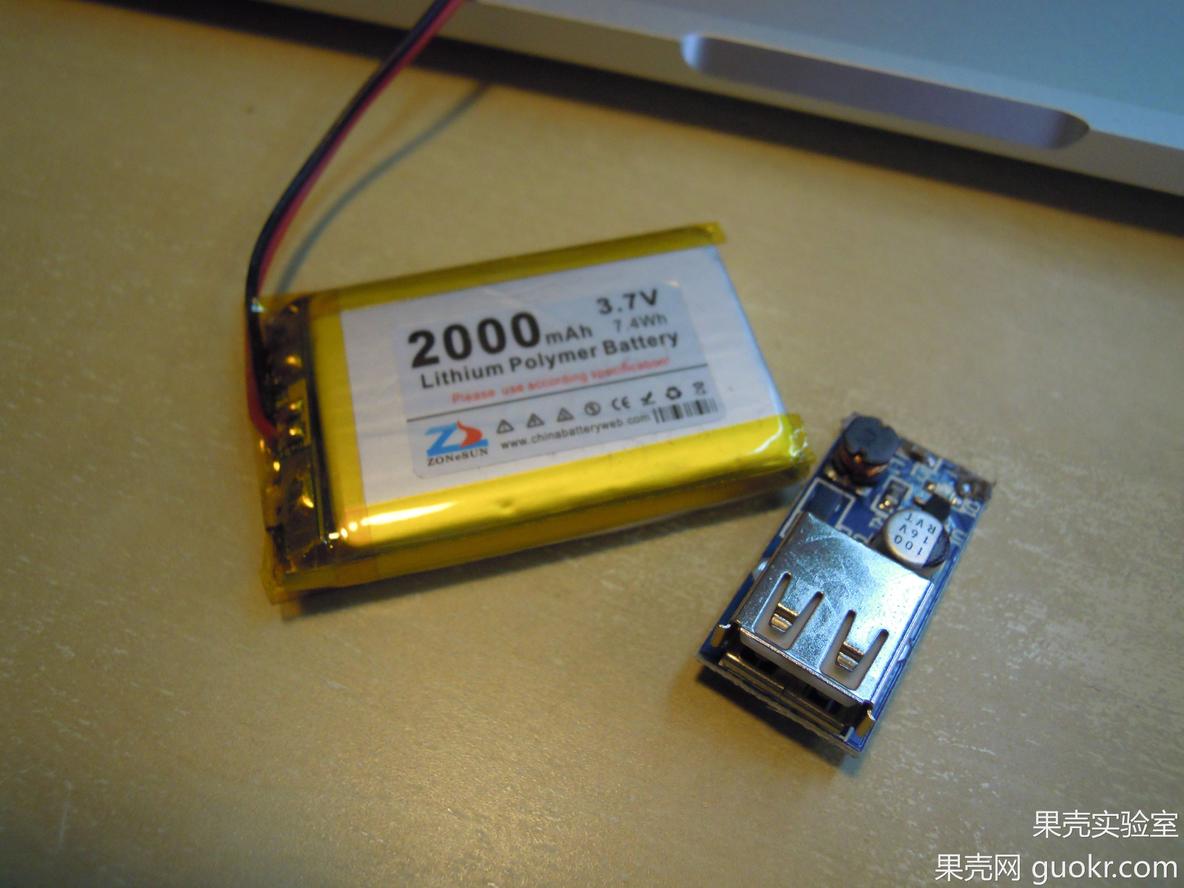 3.7V
2000mAh 7.4Wh
Lithium Polymer Battery
Please use according specification!
CE
www.chinabatteryweb.com
ZONeSUN
100
16V
RVT
果壳实验室
果壳网 guokr.com